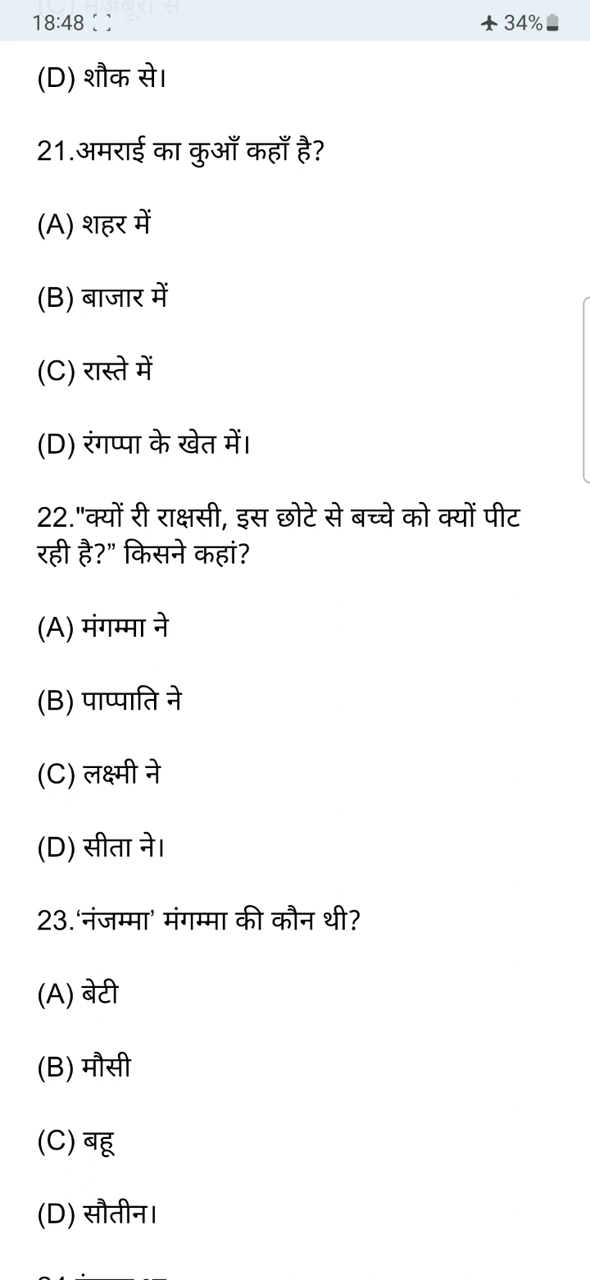 18:48
34%
(D) शौक से।
21.अमराई का कुआँ कहाँ है?
(A) शहर में
(B) बाजार में
(C) रास्ते में
(D) रंगप्पा के खेत में।
22."क्यों री राक्षसी, इस छोटे से बच्चे को क्यों पीट
रही है?” किसने कहां?
(A) मंगम्मा ने
(B) पाप्पाति ने
(C) लक्ष्मी ने
(D) सीता ने।
23.‘नंजम्मा’ मंगम्मा की कौन थी?
(A) बेटी
(B) मौसी
(C) बहू
(D) सौतीन।